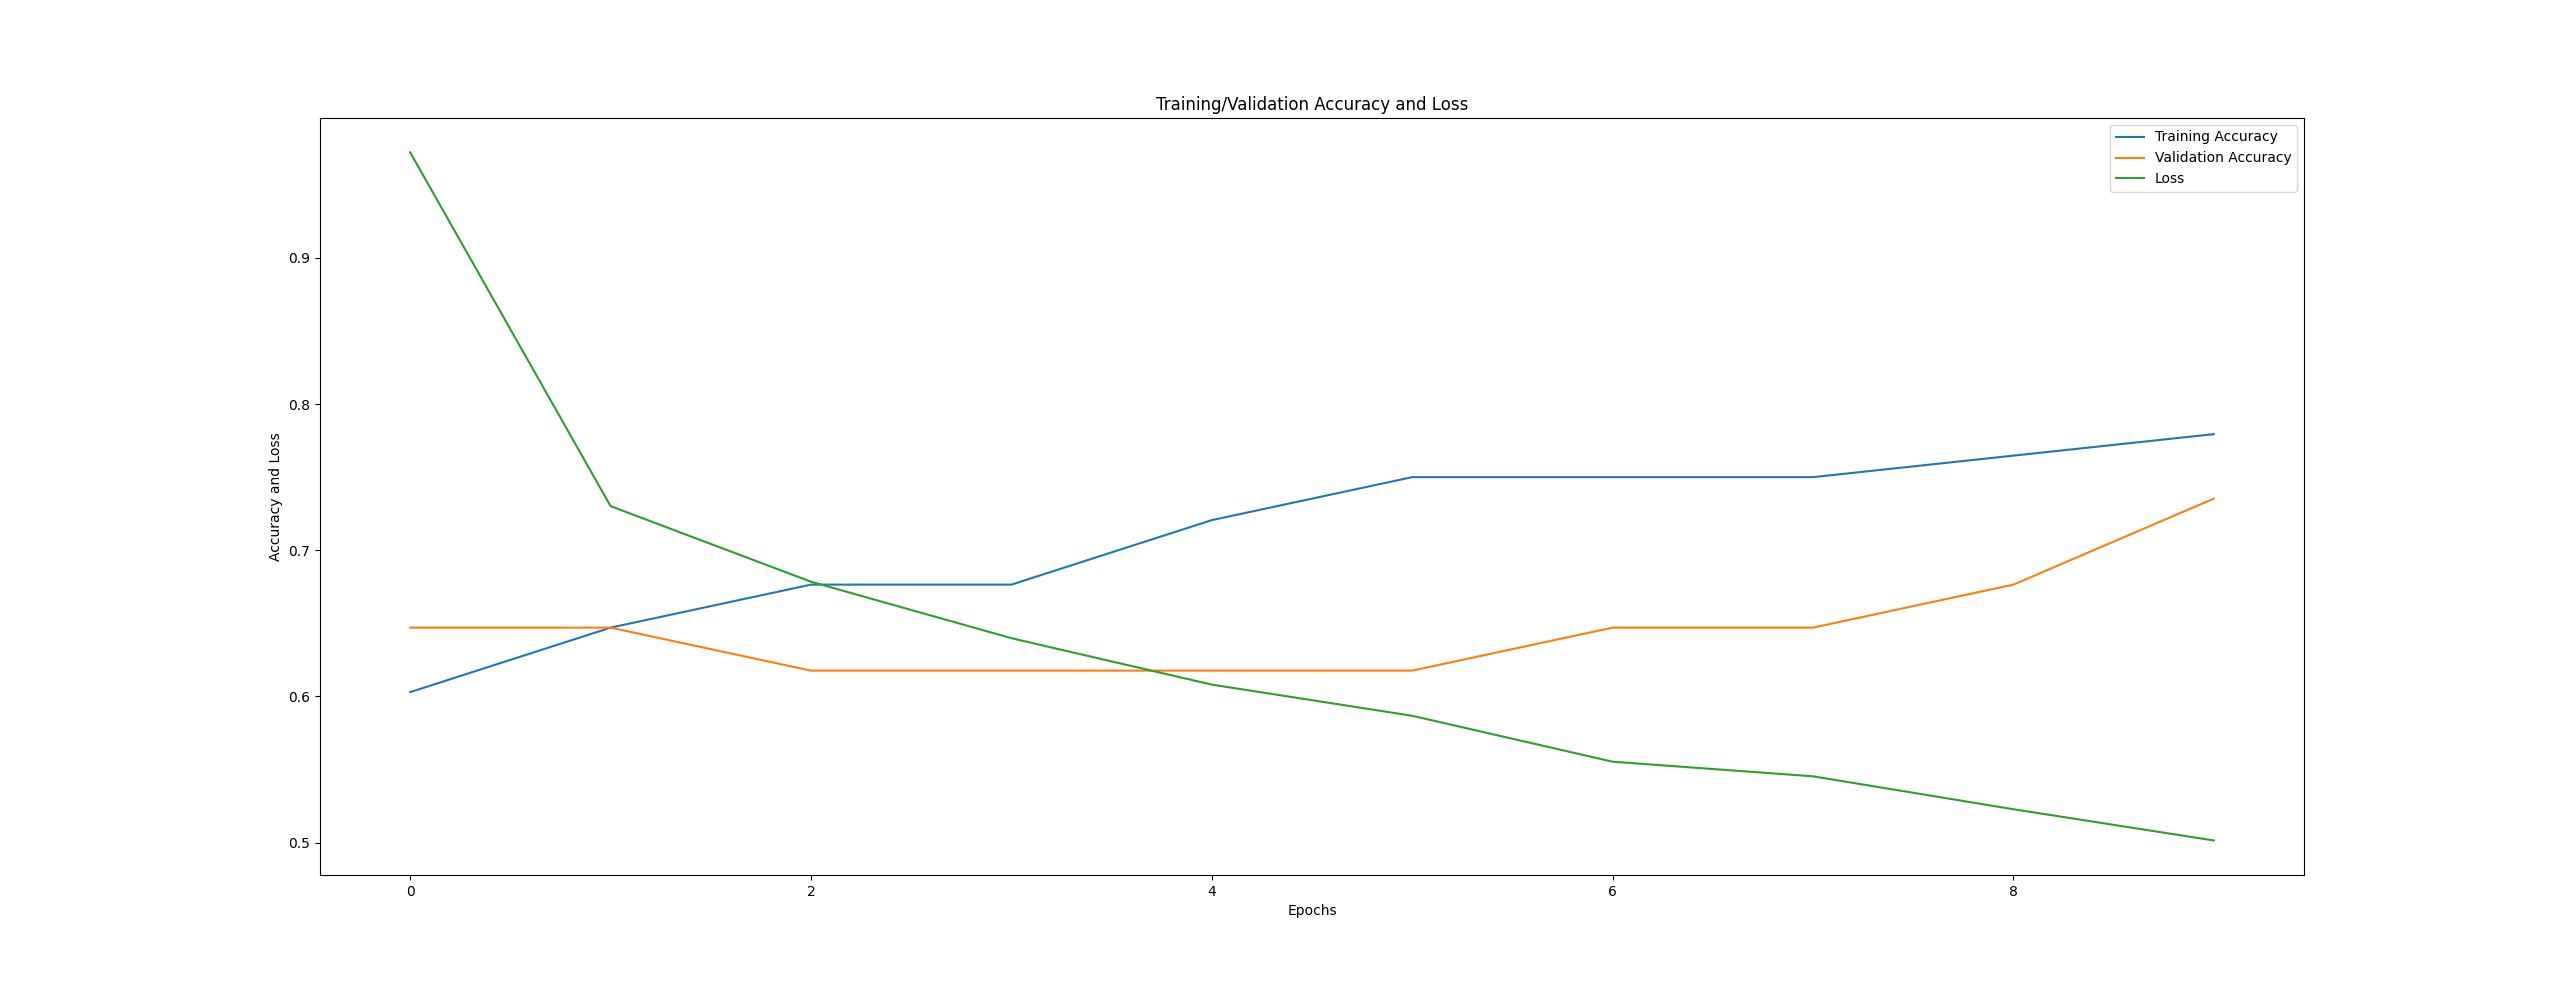 Training/Validation Accuracy and Loss
Training Accuracy
Validation Accuracy
Loss
Accuracy and Loss
0.9
0.8
0.7
0.6
0.5
0 2 4 6 8
Epochs